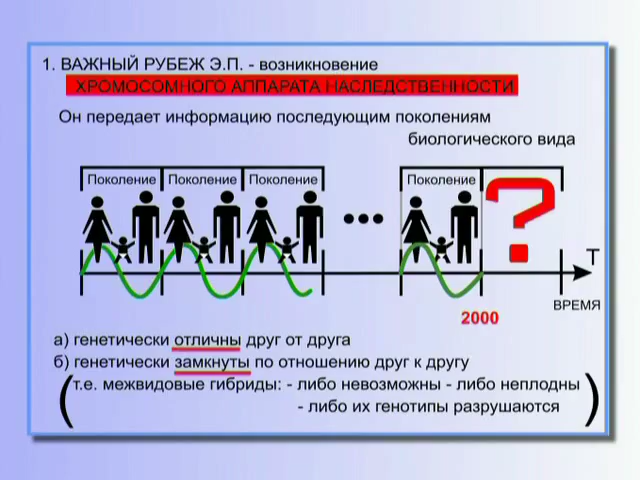 1. ВАЖНЫЙ РУБЕЖ Э.П. - возникновение
ХРОМОСОМНОГО АППАРАТА НАСЛЕДСТВЕННОСТИ
Он передает информацию последующим поколениям
биологического вида
Поколение Поколение Поколение ••• Поколение ?
Т
ВРЕМЯ
2000
а) генетически отличны друг от друга
б) генетически замкнуты по отношению друг к другу
(т.е. межвидовые гибриды: - либо невозможны - либо неплодны
- либо их генотипы разрушаются)